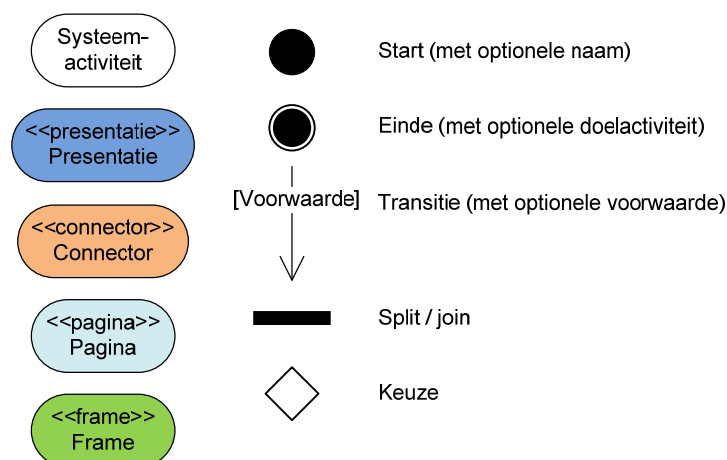 Systeem-
activiteit
<<presentatie>>
Presentatie
<<connector>>
Connector
<<pagina>>
Pagina
<<frame>>
Frame
Start (met optionele naam)
Einde (met optionele doelactiviteit)
[Voorwaarde]
Transitie (met optionele voorwaarde)
Split / join
Keuze